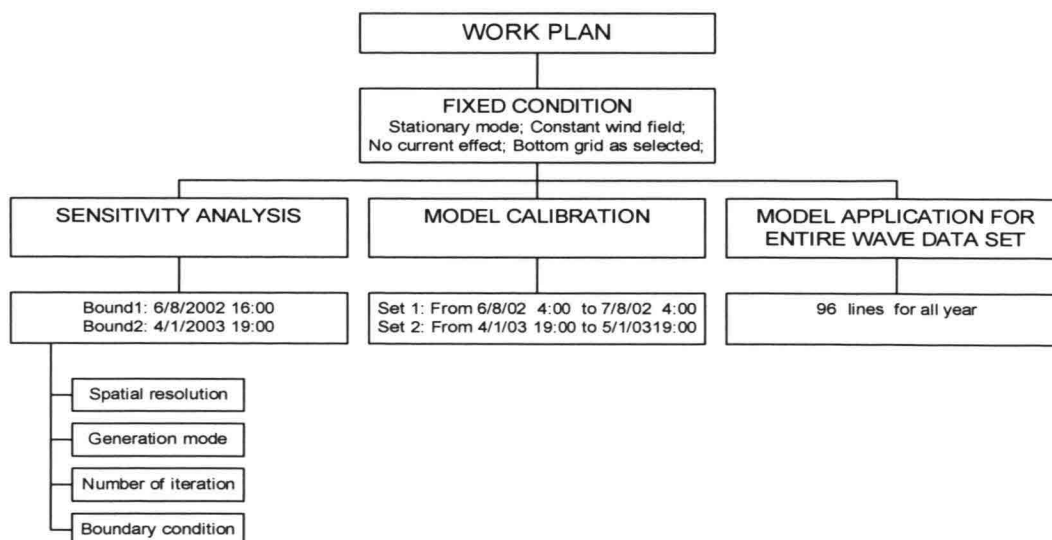 WORK PLAN
FIXED CONDITION
Stationary mode; Constant wind field;
No current effect; Bottom grid as selected;
SENSITIVITY ANALYSIS
MODEL CALIBRATION
MODEL APPLICATION FOR
ENTIRE WAVE DATA SET
Bound1: 6/8/2002 16:00
Bound2: 4/1/2003 19:00
Set 1: From 6/8/02 4:00 to 7/8/02 4:00
Set 2: From 4/1/03 19:00 to 5/1/0319:00
96 lines for all year
Spatial resolution
Generation mode
Number of iteration
Boundary condition